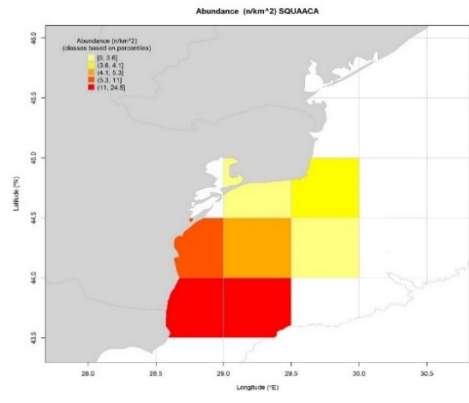 Abundance (n/km^2) SQUAACA
Abundance (n/km^2)
(classes based on percentiles)
[0, 3.6]
(3.6, 4.1]
(4.1, 5.3]
(5.3, 11]
(11, 24.5]
46.0
45.5
45.0
44.5
44.0
43.5
Latitude (°N)
28.0 28.5 29.0 29.5 30.0 30.5
Longitude (°E)